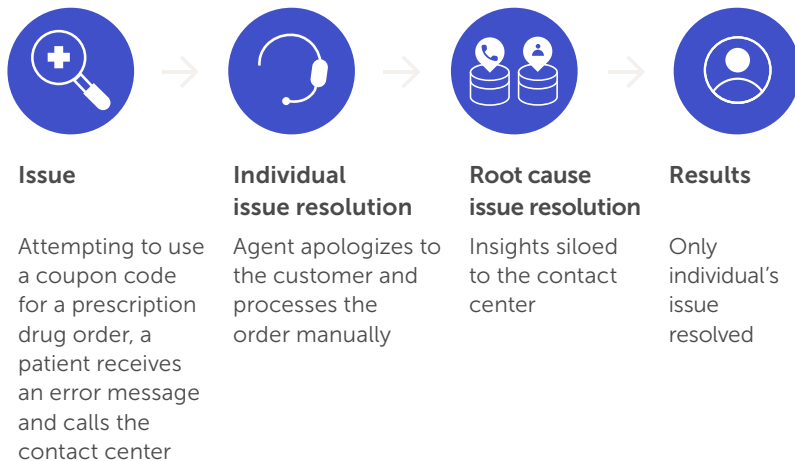 Issue
Attempting to use
a coupon code
for a prescription
drug order, a
patient receives
an error message
and calls the
contact center
Individual
issue resolution
Agent apologizes to
the customer and
processes the
order manually
Root cause
issue resolution
Insights siloed
to the contact
center
Results
Only
individual’s
issue
resolved